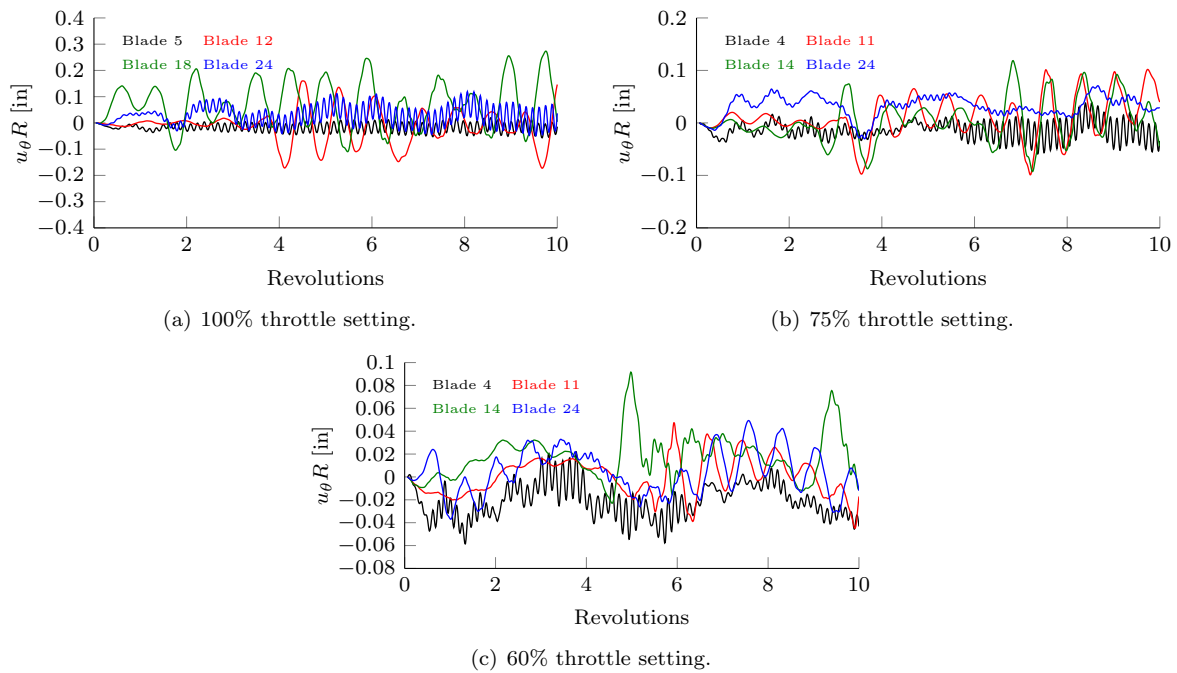 0.4
0.3
0.2
0.1
0
−0.1
−0.2
−0.3
−0.4
u_θR [in]
Blade 5 Blade 12
Blade 18 Blade 24
0 2 4 6 8 10
Revolutions
(a) 100% throttle setting.
0.2
0.1
0
−0.1
−0.2
u_θR [in]
Blade 4 Blade 11
Blade 14 Blade 24
0 2 4 6 8 10
Revolutions
(b) 75% throttle setting.
0.1
0.08
0.06
0.04
0.02
0
−0.02
−0.04
−0.06
−0.08
u_θR [in]
Blade 4 Blade 11
Blade 14 Blade 24
0 2 4 6 8 10
Revolutions
(c) 60% throttle setting.